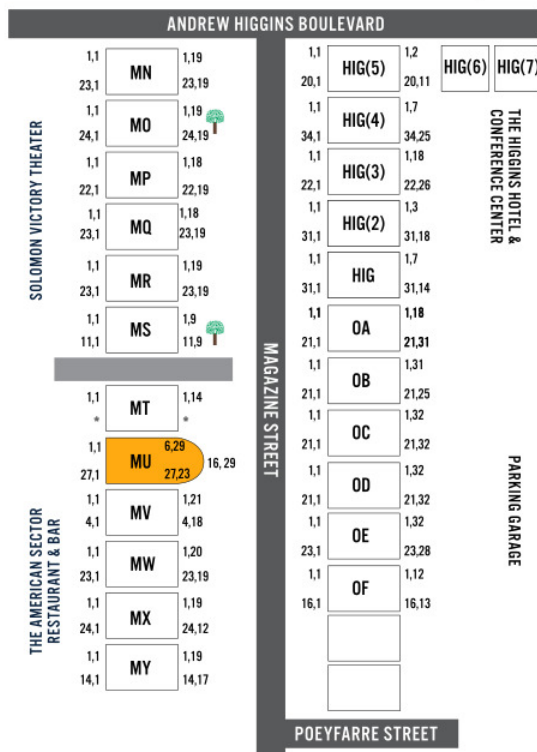 ANDREW HIGGINS BOULEVARD
SOLOMON VICTORY THEATER
1,1 MN 1,19
23,1 23,19
1,1 MO 1,19
24,1 24,19
1,1 MP 1,18
22,1 22,19
1,1 MQ 1,18
23,1 23,19
1,1 MR 1,19
23,1 23,19
1,1 MS 1,9
11,1 11,9
THE AMERICAN SECTOR
RESTAURANT & BAR
1,1 MT 1,14
* *
1,1 MU 6,29
16,29
27,1 27,23
1,1 MV 1,21
4,1 4,18
1,1 MW 1,20
23,1 23,19
1,1 MX 1,19
24,1 24,12
1,1 MY 1,19
14,1 14,17
MAGAZINE STREET
1,1 HIG(5) 1,2
20,1 20,11
HIG(6) HIG(7)
1,1 HIG(4) 1,7
34,1 34,25
1,1 HIG(3) 1,18
22,1 22,26
1,1 HIG(2) 1,3
31,1 31,18
1,1 HIG 1,7
31,1 31,14
1,1 OA 1,18
21,1 21,31
1,1 OB 1,31
21,1 21,25
1,1 OC 1,32
21,1 21,32
1,1 OD 1,32
21,1 21,32
1,1 OE 1,32
23,1 23,28
1,1 OF 1,12
16,1 16,13
THE HIGGINS HOTEL &
CONFERENCE CENTER
PARKING GARAGE
POEYFARRE STREET